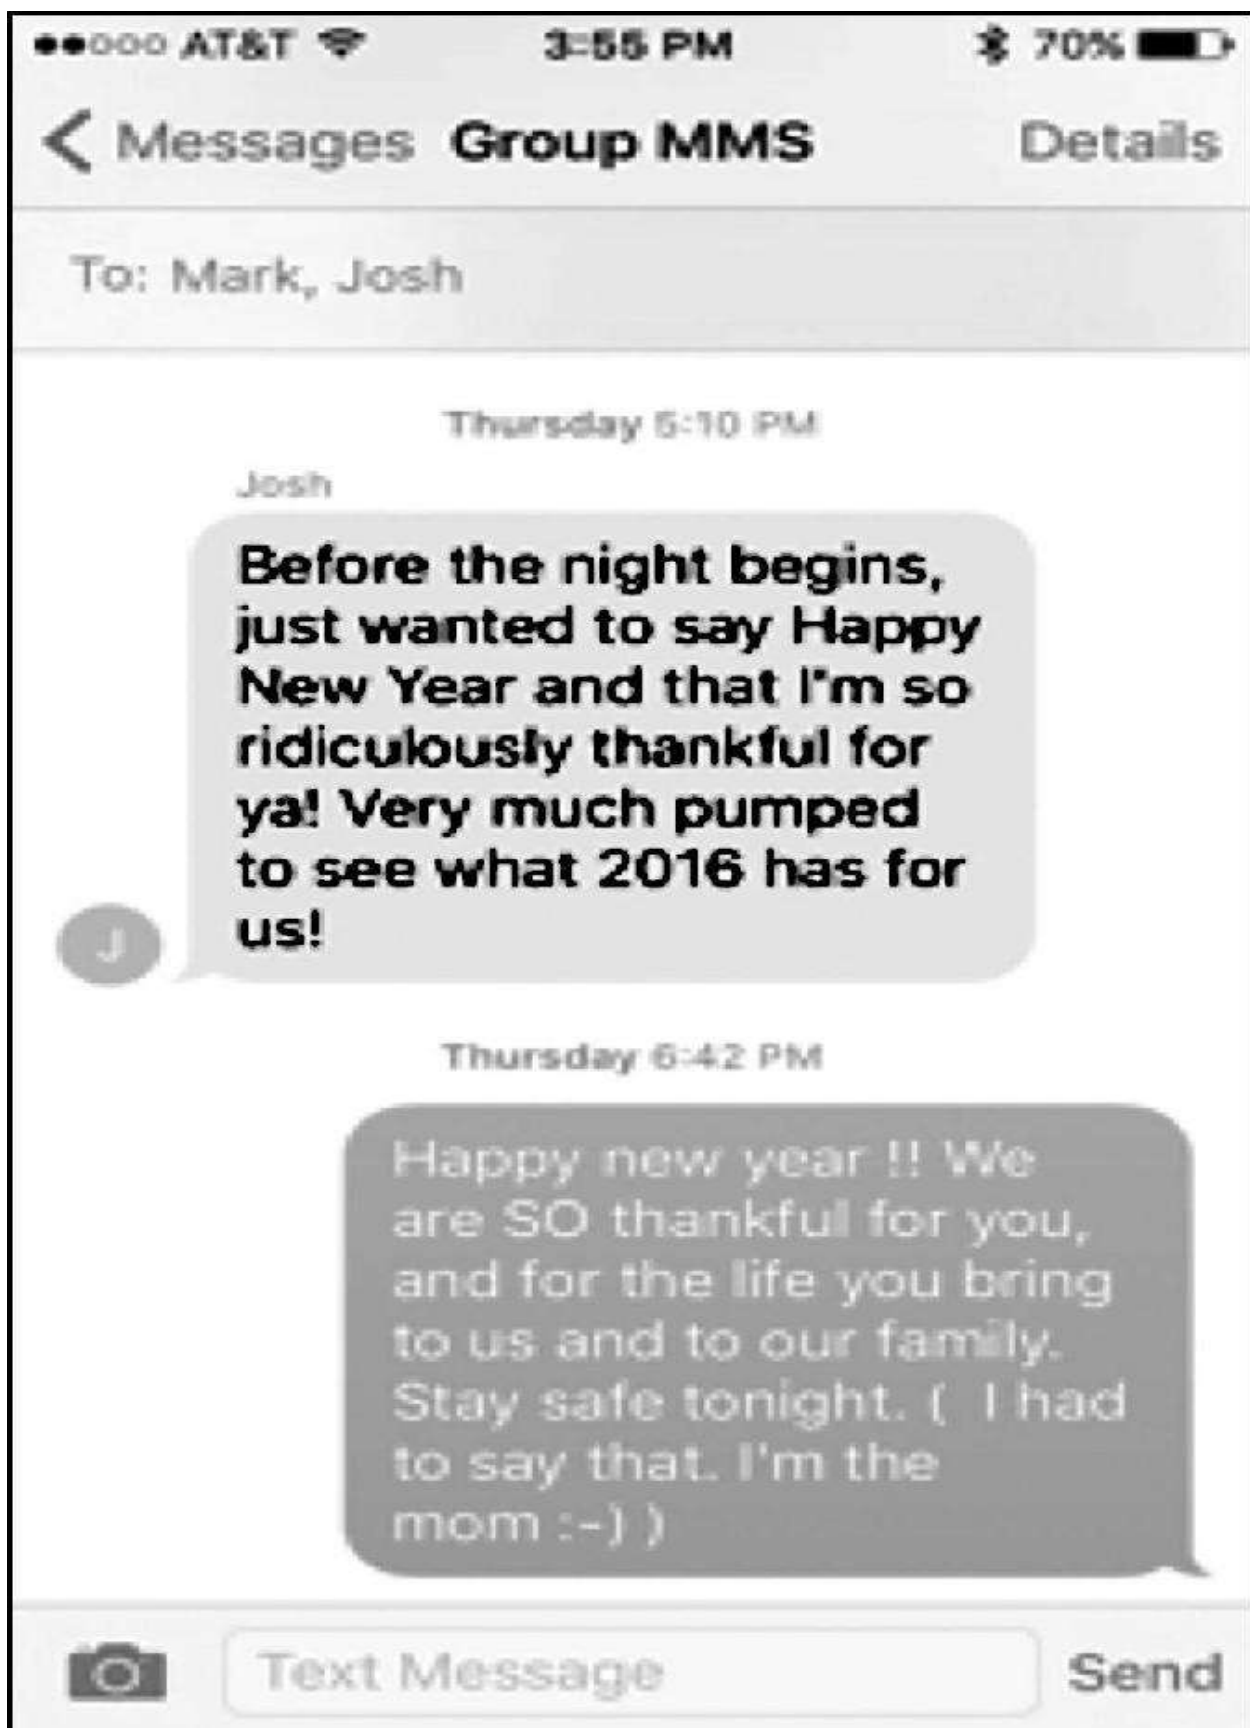 AT&T 3:55 PM 70%
Messages Group MMS Details
To: Mark, Josh
Thursday 5:10 PM
Josh
Before the night begins,
just wanted to say Happy
New Year and that I'm so
ridiculously thankful for
ya! Very much pumped
to see what 2016 has for
us!
J
Thursday 6:42 PM
Happy new year !! We
are SO thankful for you,
and for the life you bring
to us and to our family.
Stay safe tonight. ( I had
to say that. I'm the
mom :-) )
Text Message Send